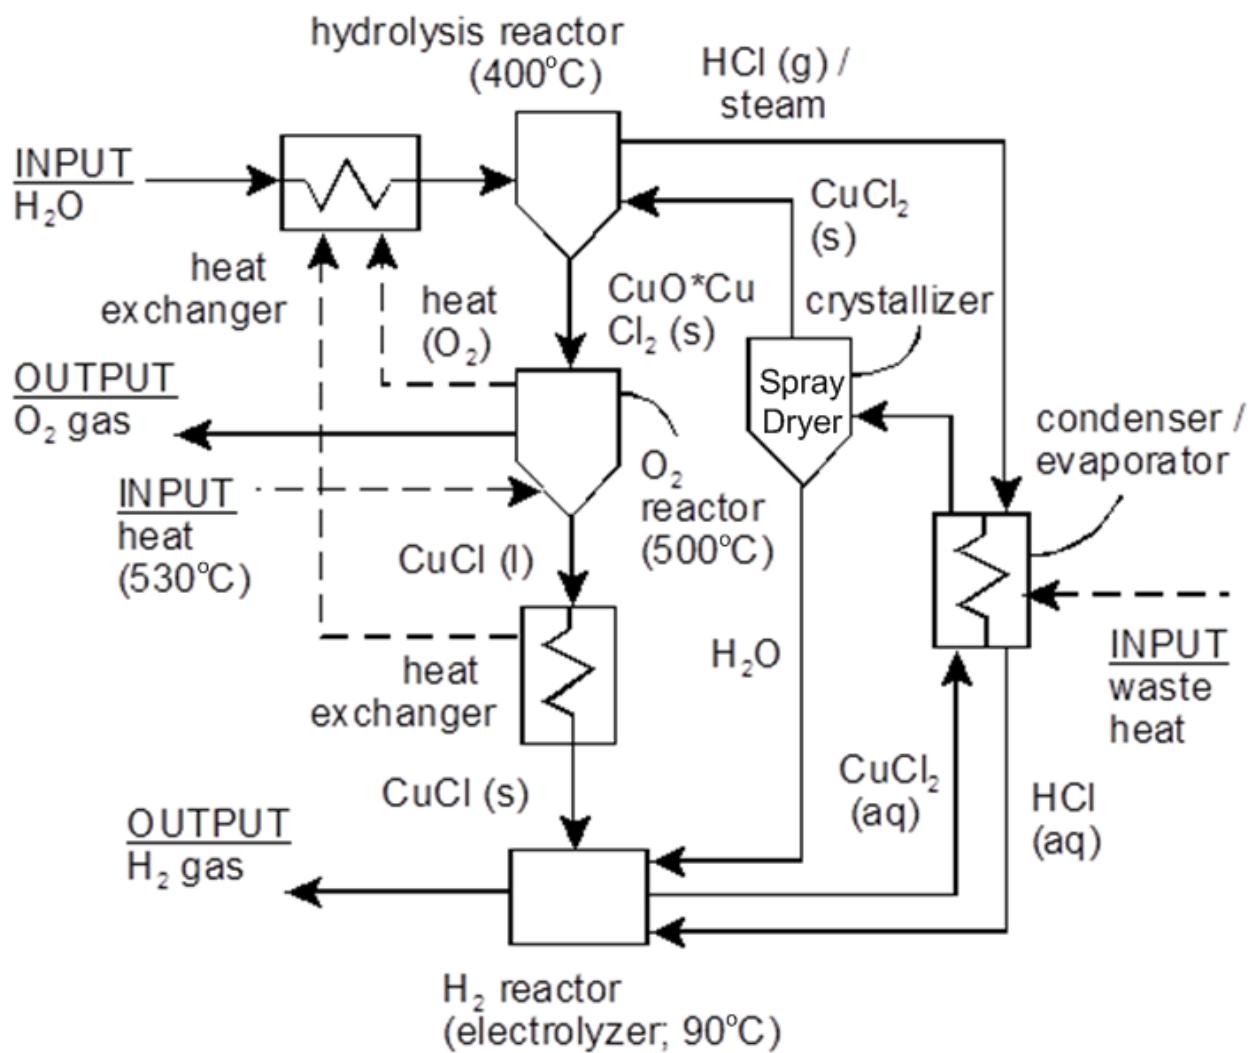 hydrolysis reactor
(400°C)
HCl (g) /
steam
INPUT
H₂O
CuCl₂
(s)
heat
exchanger
heat
(O₂)
CuO*Cu
Cl₂ (s)
crystallizer
OUTPUT
O₂ gas
Spray
Dryer
condenser /
evaporator
INPUT
heat
(530°C)
O₂
reactor
(500°C)
CuCl (l)
H₂O
INPUT
waste
heat
heat
exchanger
CuCl (s)
CuCl₂
(aq)
HCl
(aq)
OUTPUT
H₂ gas
H₂ reactor
(electrolyzer; 90°C)